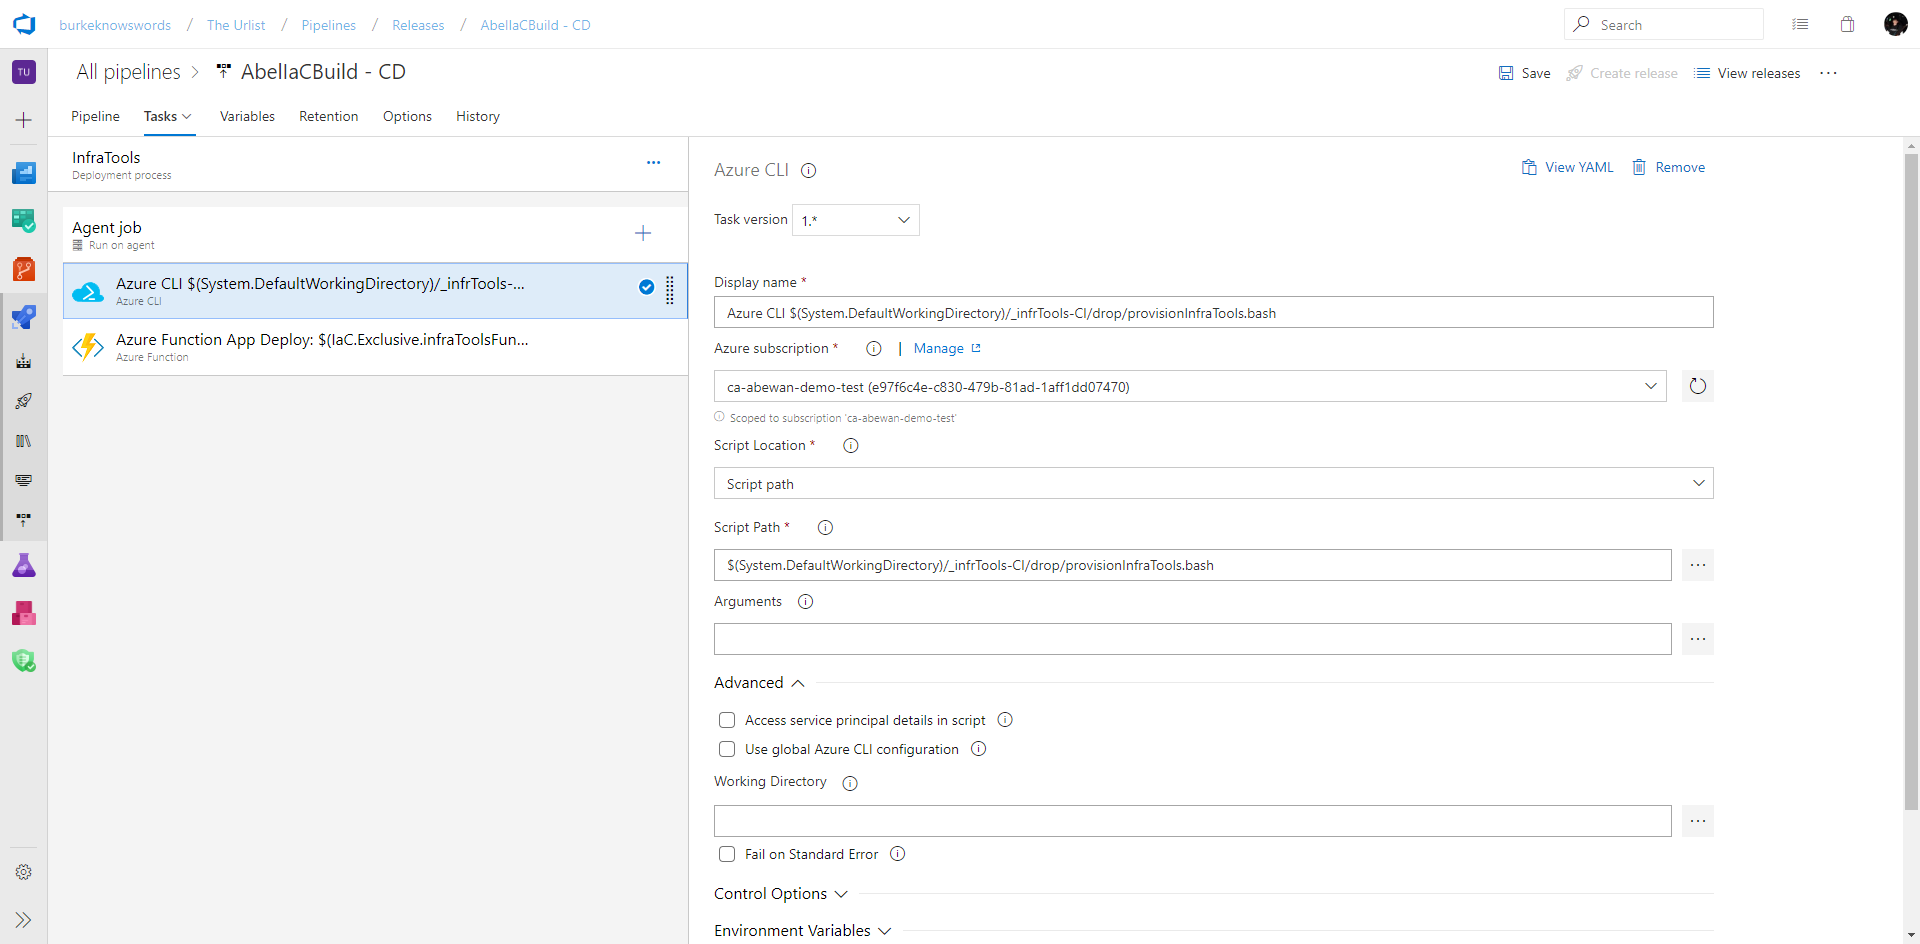 burkeknowswords / The Urlist / Pipelines / Releases / AbelIaCBuild - CD
Search
TU
All pipelines > AbelIaCBuild - CD
Save Create release View releases ...
Pipeline Tasks Variables Retention Options History
InfraTools
Deployment process
...
Agent job
Run on agent
Azure CLI $(System.DefaultWorkingDirectory)/_infrTools-...
Azure CLI
Azure Function App Deploy: $(IaC.Exclusive.infraToolsFun...
Azure Function
Azure CLI
View YAML Remove
Task version 1.*
Display name *
Azure CLI $(System.DefaultWorkingDirectory)/_infrTools-CI/drop/provisionInfraTools.bash
Azure subscription * | Manage
ca-abewan-demo-test (e97f6c4e-c830-479b-81ad-1aff1dd07470)
Scoped to subscription 'ca-abewan-demo-test'
Script Location *
Script path
Script Path *
$(System.DefaultWorkingDirectory)/_infrTools-CI/drop/provisionInfraTools.bash
...
Arguments
...
Advanced
Access service principal details in script
Use global Azure CLI configuration
Working Directory
...
Fail on Standard Error
Control Options
Environment Variables